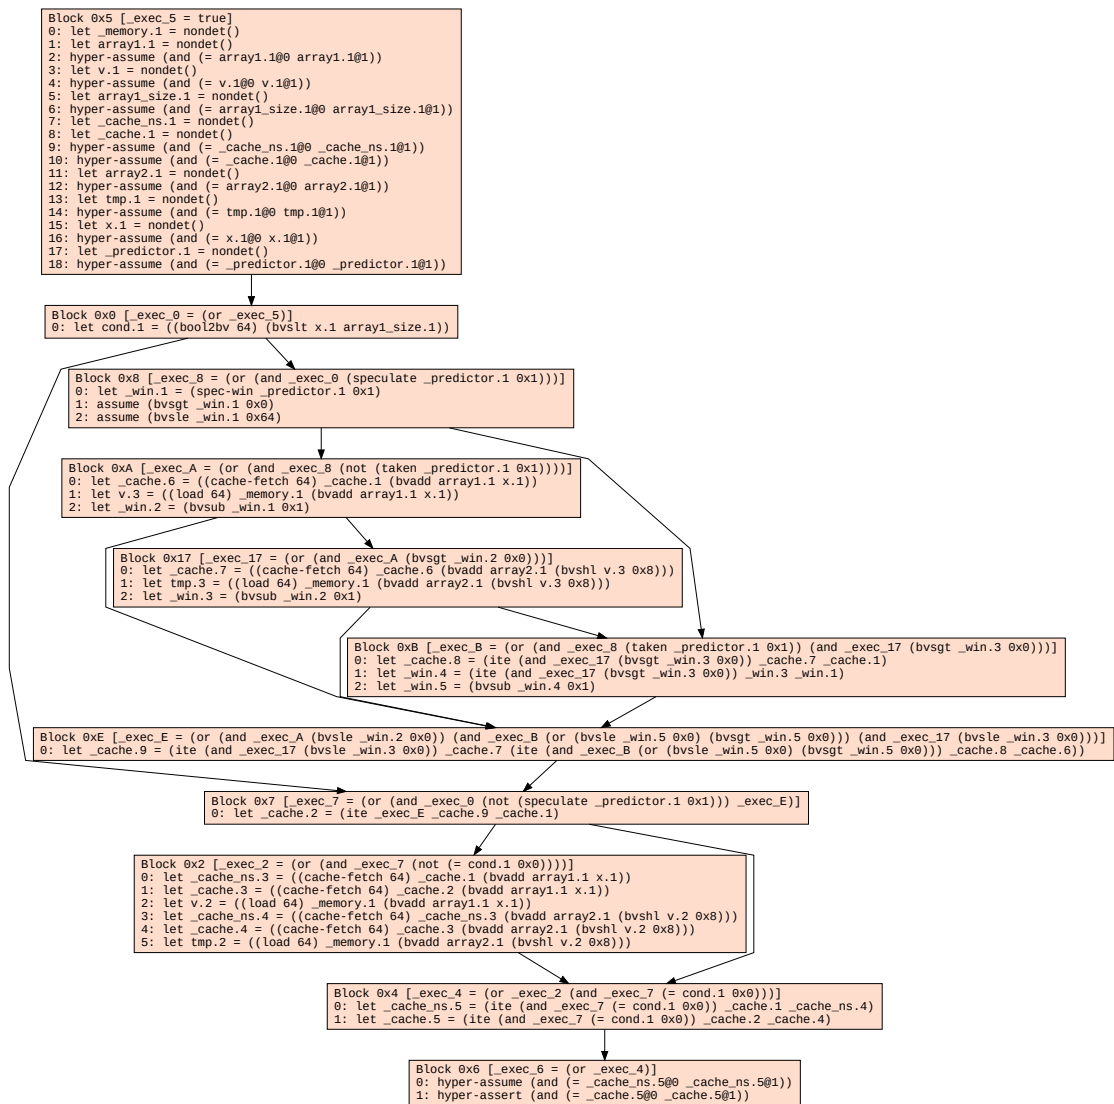 Block 0x5 [_exec_5 = true]
0: let _memory.1 = nondet()
1: let array1.1 = nondet()
2: hyper-assume (and (= array1.1@0 array1.1@1))
3: let v.1 = nondet()
4: hyper-assume (and (= v.1@0 v.1@1))
5: let array1_size.1 = nondet()
6: hyper-assume (and (= array1_size.1@0 array1_size.1@1))
7: let _cache_ns.1 = nondet()
8: let _cache.1 = nondet()
9: hyper-assume (and (= _cache_ns.1@0 _cache_ns.1@1))
10: hyper-assume (and (= _cache.1@0 _cache.1@1))
11: let array2.1 = nondet()
12: hyper-assume (and (= array2.1@0 array2.1@1))
13: let tmp.1 = nondet()
14: hyper-assume (and (= tmp.1@0 tmp.1@1))
15: let x.1 = nondet()
16: hyper-assume (and (= x.1@0 x.1@1))
17: let _predictor.1 = nondet()
18: hyper-assume (and (= _predictor.1@0 _predictor.1@1))
Block 0x0 [_exec_0 = (or _exec_5)]
0: let cond.1 = ((bool2bv 64) (bvslt x.1 array1_size.1))
Block 0x8 [_exec_8 = (or (and _exec_0 (speculate _predictor.1 0x1)))]
0: let _win.1 = (spec-win _predictor.1 0x1)
1: assume (bvsgt _win.1 0x0)
2: assume (bvsle _win.1 0x64)
Block 0xA [_exec_A = (or (and _exec_8 (not (taken _predictor.1 0x1))))]
0: let _cache.6 = ((cache-fetch 64) _cache.1 (bvadd array1.1 x.1))
1: let v.3 = ((load 64) _memory.1 (bvadd array1.1 x.1))
2: let _win.2 = (bvsub _win.1 0x1)
Block 0x17 [_exec_17 = (or (and _exec_A (bvsgt _win.2 0x0)))]
0: let _cache.7 = ((cache-fetch 64) _cache.6 (bvadd array2.1 (bvshl v.3 0x8)))
1: let tmp.3 = ((load 64) _memory.1 (bvadd array2.1 (bvshl v.3 0x8)))
2: let _win.3 = (bvsub _win.2 0x1)
Block 0xB [_exec_B = (or (and _exec_8 (taken _predictor.1 0x1)) (and _exec_17 (bvsgt _win.3 0x0)))]
0: let _cache.8 = (ite (and _exec_17 (bvsgt _win.3 0x0)) _cache.7 _cache.1)
1: let _win.4 = (ite (and _exec_17 (bvsgt _win.3 0x0)) _win.3 _win.1)
2: let _win.5 = (bvsub _win.4 0x1)
Block 0xE [_exec_E = (or (and _exec_A (bvsle _win.2 0x0)) (and _exec_B (or (bvsle _win.5 0x0) (bvsgt _win.5 0x0))) (and _exec_17 (bvsle _win.3 0x0)))]
0: let _cache.9 = (ite (and _exec_17 (bvsle _win.3 0x0)) _cache.7 (ite (and _exec_B (or (bvsle _win.5 0x0) (bvsgt _win.5 0x0))) _cache.8 _cache.6))
Block 0x7 [_exec_7 = (or (and _exec_0 (not (speculate _predictor.1 0x1))) _exec_E)]
0: let _cache.2 = (ite _exec_E _cache.9 _cache.1)
Block 0x2 [_exec_2 = (or (and _exec_7 (not (= cond.1 0x0))))]
0: let _cache_ns.3 = ((cache-fetch 64) _cache.1 (bvadd array1.1 x.1))
1: let _cache.3 = ((cache-fetch 64) _cache.2 (bvadd array1.1 x.1))
2: let v.2 = ((load 64) _memory.1 (bvadd array1.1 x.1))
3: let _cache_ns.4 = ((cache-fetch 64) _cache_ns.3 (bvadd array2.1 (bvshl v.2 0x8)))
4: let _cache.4 = ((cache-fetch 64) _cache.3 (bvadd array2.1 (bvshl v.2 0x8)))
5: let tmp.2 = ((load 64) _memory.1 (bvadd array2.1 (bvshl v.2 0x8)))
Block 0x4 [_exec_4 = (or _exec_2 (and _exec_7 (= cond.1 0x0)))]
0: let _cache_ns.5 = (ite (and _exec_7 (= cond.1 0x0)) _cache.1 _cache_ns.4)
1: let _cache.5 = (ite (and _exec_7 (= cond.1 0x0)) _cache.2 _cache.4)
Block 0x6 [_exec_6 = (or _exec_4)]
0: hyper-assume (and (= _cache_ns.5@0 _cache_ns.5@1))
1: hyper-assert (and (= _cache.5@0 _cache.5@1))